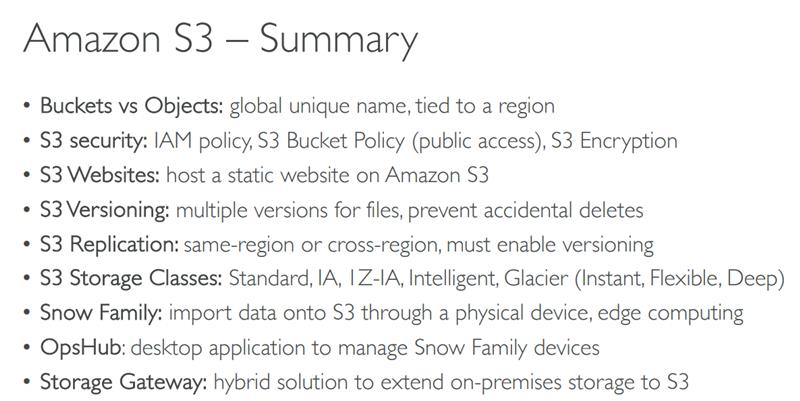 Amazon S3 – Summary
• Buckets vs Objects: global unique name, tied to a region
• S3 security: IAM policy, S3 Bucket Policy (public access), S3 Encryption
• S3 Websites: host a static website on Amazon S3
• S3 Versioning: multiple versions for files, prevent accidental deletes
• S3 Replication: same-region or cross-region, must enable versioning
• S3 Storage Classes: Standard, IA, 1Z-IA, Intelligent, Glacier (Instant, Flexible, Deep)
• Snow Family: import data onto S3 through a physical device, edge computing
• OpsHub: desktop application to manage Snow Family devices
• Storage Gateway: hybrid solution to extend on-premises storage to S3